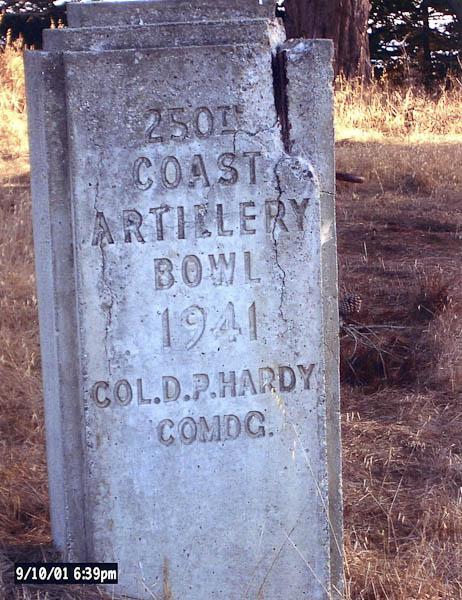 250TH
COAST
ARTILLERY
BOWL
1941
COL.D.P.HARDY
COMDG.
9/10/01 6:39pm